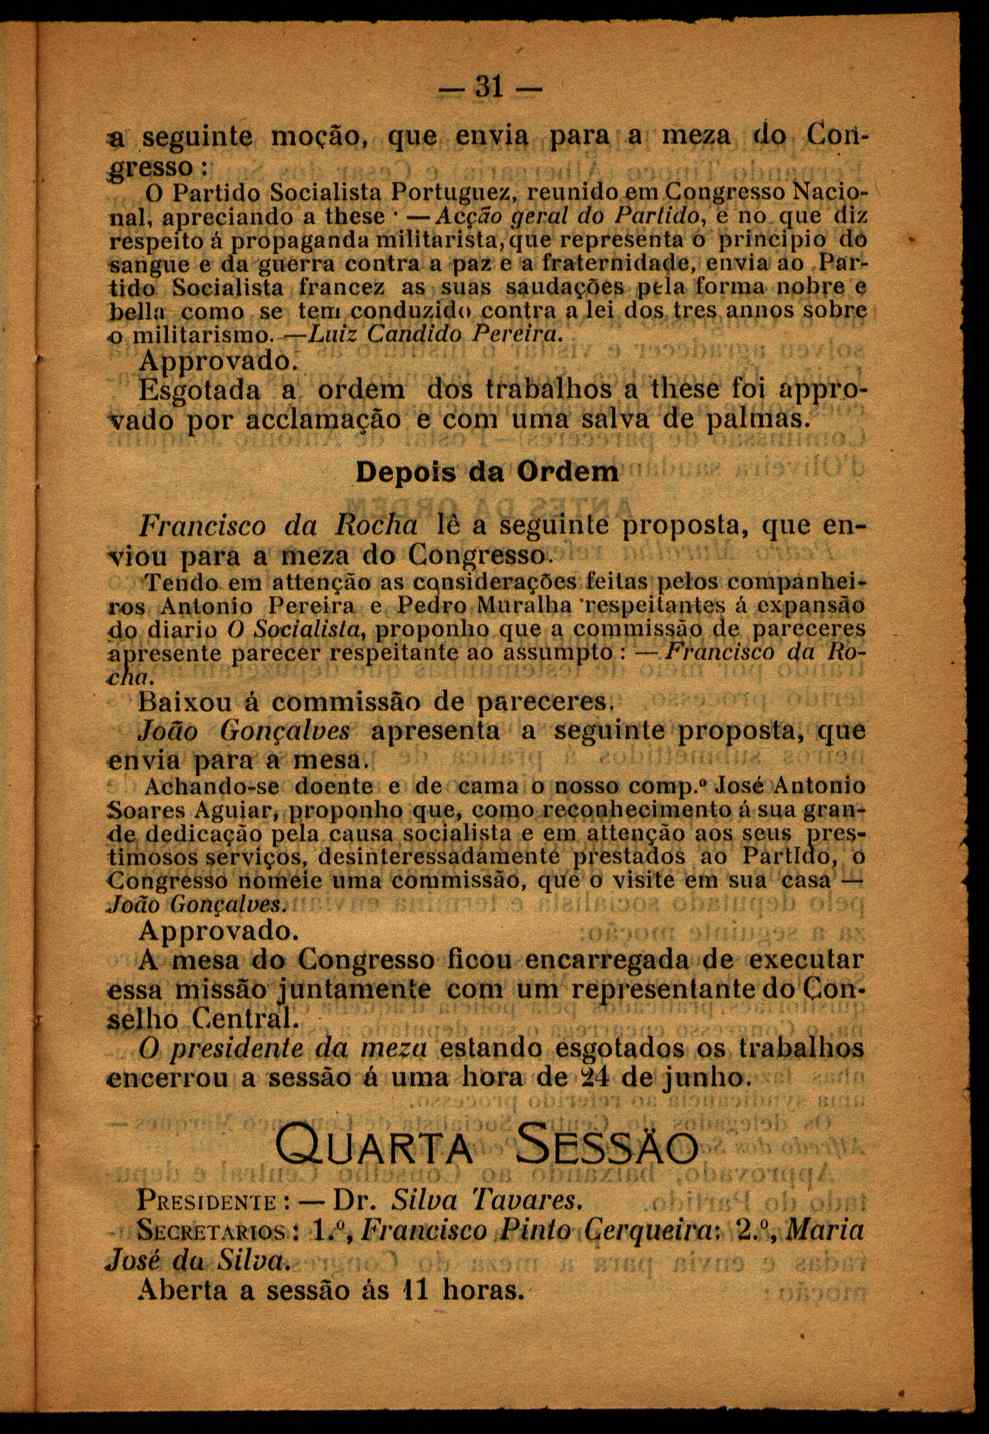 — 31 —
a seguinte moção, que envia para a meza do Con-
gresso :
O Partido Socialista Portuguez, reunido em Congresso Nacio-
nal, apreciando a these · — Acção geral do Partido, e no que diz
respeito á propaganda militarista, que representa o principio do
sangue e da guerra contra a paz e a fraternidade, envia ao Par-
tido Socialista francez as suas saudações pela forma nobre e
bella como se tem conduzido contra a lei dos tres annos sobre
o militarismo. —Luiz Candido Pereira.
Approvado.
Esgotada a ordem dos trabalhos a these foi appro-
vado por acclamação e com uma salva de palmas.
Depois da Ordem
Francisco da Rocha lê a seguinte proposta, que en-
viou para a meza do Congresso.
Tendo em attenção as considerações feitas pelos companhei-
ros Antonio Pereira e Pedro Muralha respeitantes á expansão
do diario O Socialista, proponho que a commissão de pareceres
apresente parecer respeitante ao assumpto : — Francisco da Ro-
cha.
Baixou á commissão de pareceres.
João Gonçalves apresenta a seguinte proposta, que
envia para a mesa.
Achando-se doente e de cama o nosso comp.º José Antonio
Soares Aguiar, proponho que, como reconhecimento á sua gran-
de dedicação pela causa socialista e em attenção aos seus pres-
timosos serviços, desinteressadamente prestados ao Partido, o
Congresso nomeie uma commissão, que o visite em sua casa —
João Gonçalves.
Approvado.
A mesa do Congresso ficou encarregada de executar
essa missão juntamente com um representante do Con-
selho Central.
O presidente da meza estando esgotados os trabalhos
encerrou a sessão á uma hora de 24 de junho.
QUARTA SESSÃO
PRESIDENTE : — Dr. Silva Tavares.
SECRETARIOS : 1.º, Francisco Pinto Cerqueira; 2.º, Maria
José da Silva.
Aberta a sessão ás 11 horas.